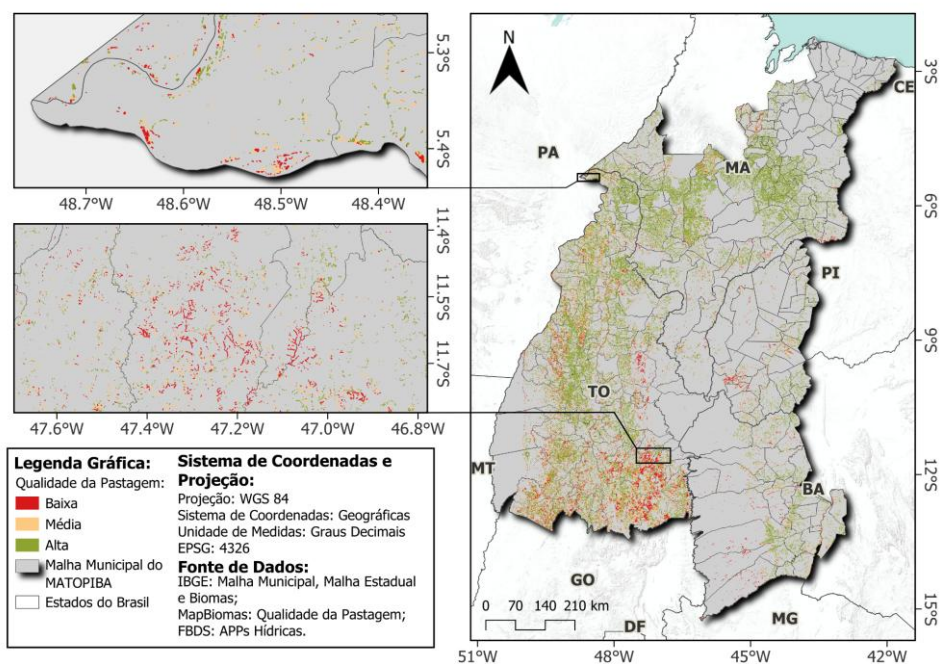 5.3°S
5.4°S
48.7°W
48.6°W
48.5°W
48.4°W
11.4°S
11.5°S
11.7°S
47.6°W
47.4°W
47.2°W
47.0°W
46.8°W
Legenda Gráfica:
Qualidade da Pastagem:
Baixa
Média
Alta
Malha Municipal do
MATOPIBA
Estados do Brasil
Sistema de Coordenadas e
Projeção:
Projeção: WGS 84
Sistema de Coordenadas: Geográficas
Unidade de Medidas: Graus Decimais
EPSG: 4326
Fonte de Dados:
IBGE: Malha Municipal, Malha Estadual
e Biomas;
MapBiomas: Qualidade da Pastagem;
FBDS: APPs Hídricas.
N
CE
PA
MA
PI
TO
MT
BA
GO
DF
MG
0 70 140 210 km
3°S
6°S
9°S
12°S
15°S
51°W
48°W
45°W
42°W